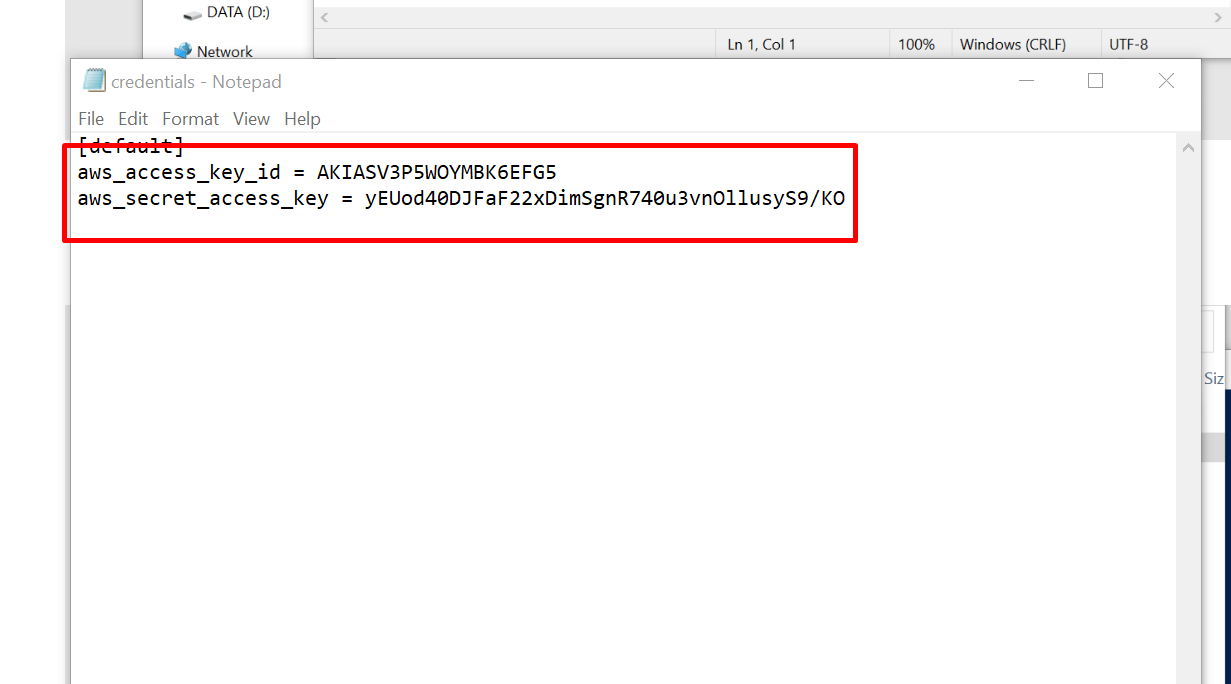 DATA (D:)
Network
Ln 1, Col 1
100%
Windows (CRLF)
UTF-8
credentials - Notepad
File Edit Format View Help
[default]
aws_access_key_id = AKIASV3P5WOYMBK6EFG5
aws_secret_access_key = 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
Siz